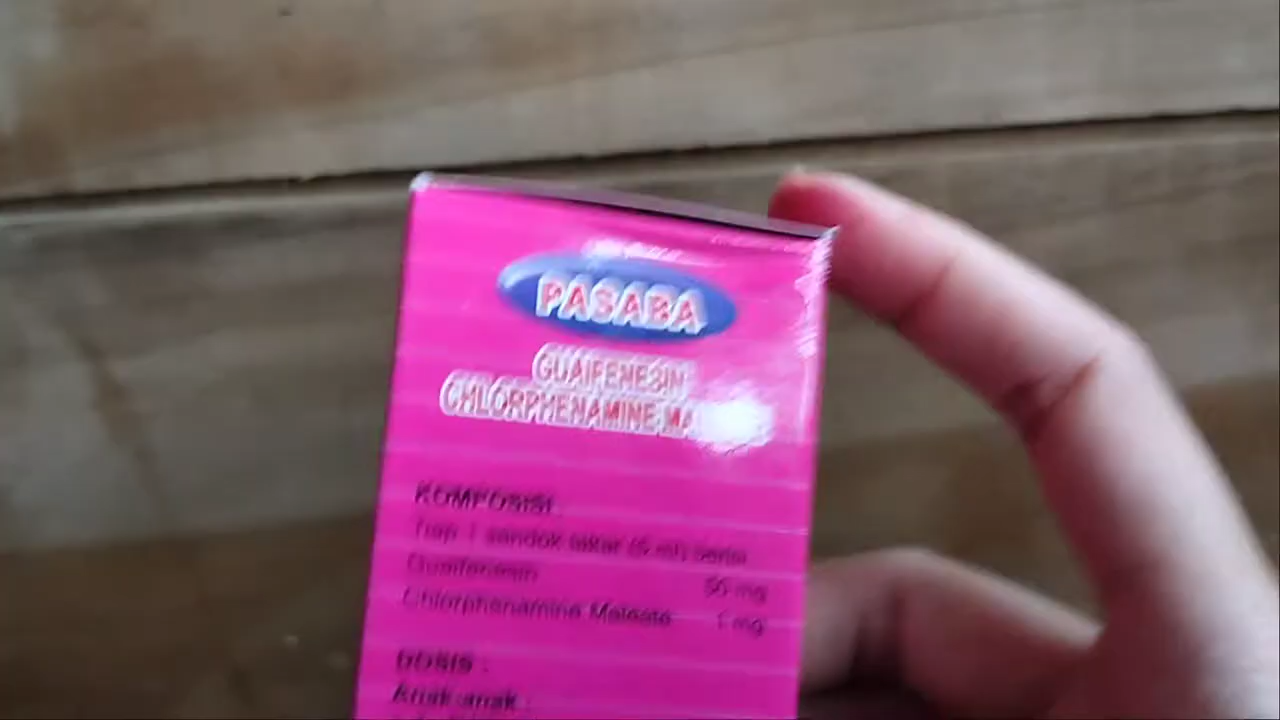 PASABA
GUAIFENESIN
CHLORPHENAMINE
KOMPOSISI:
Tiap 1 sendok takar (5 ml) berisi
Guaifenesin 50 mg
Chlorphenamine Maleate 1 mg
DOSIS :
Anak-anak :